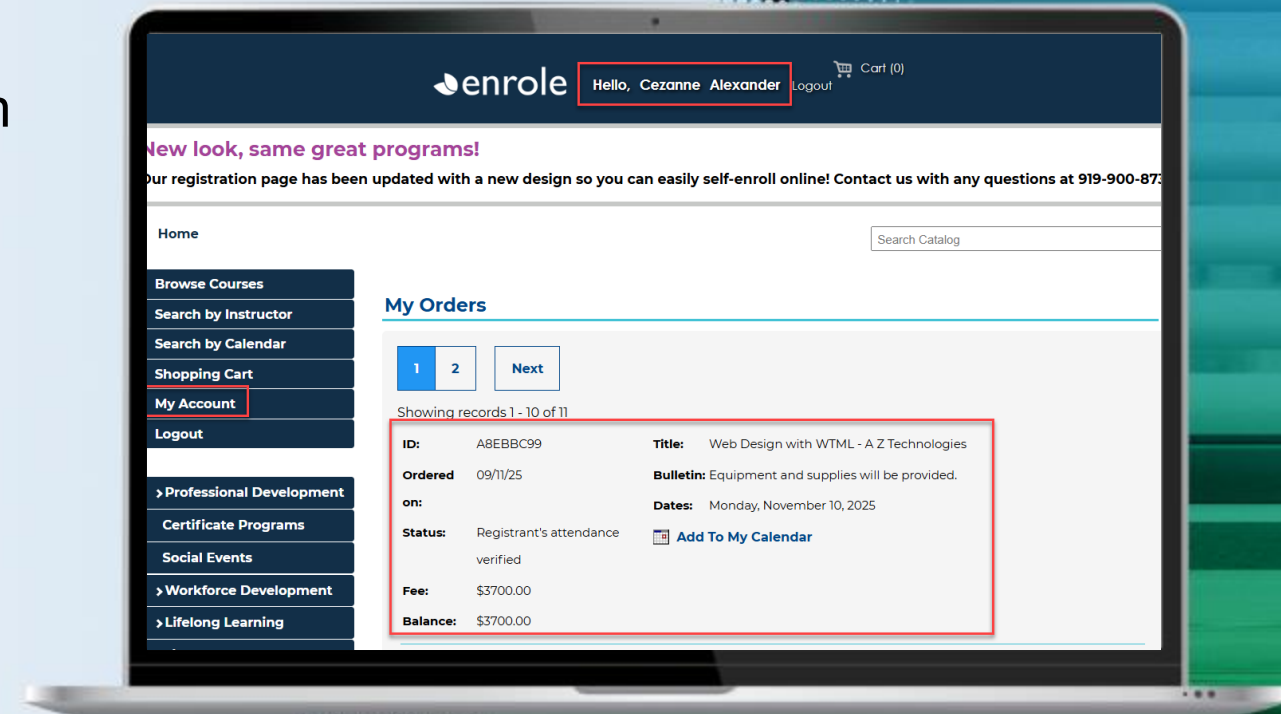 enrole Hello, Cezanne Alexander Logout Cart (0)
New look, same great programs!
Our registration page has been updated with a new design so you can easily self-enroll online! Contact us with any questions at 919-900-87
Home
Search Catalog
Browse Courses
Search by Instructor
Search by Calendar
Shopping Cart
My Account
Logout
>Professional Development
Certificate Programs
Social Events
>Workforce Development
>Lifelong Learning
My Orders
1 2 Next
Showing records 1 - 10 of 11
ID: A8EBBC99
Ordered on: 09/11/25
Status: Registrant's attendance
verified
Fee: $3700.00
Balance: $3700.00
Title: Web Design with WTML - A Z Technologies
Bulletin: Equipment and supplies will be provided.
Dates: Monday, November 10, 2025
Add To My Calendar